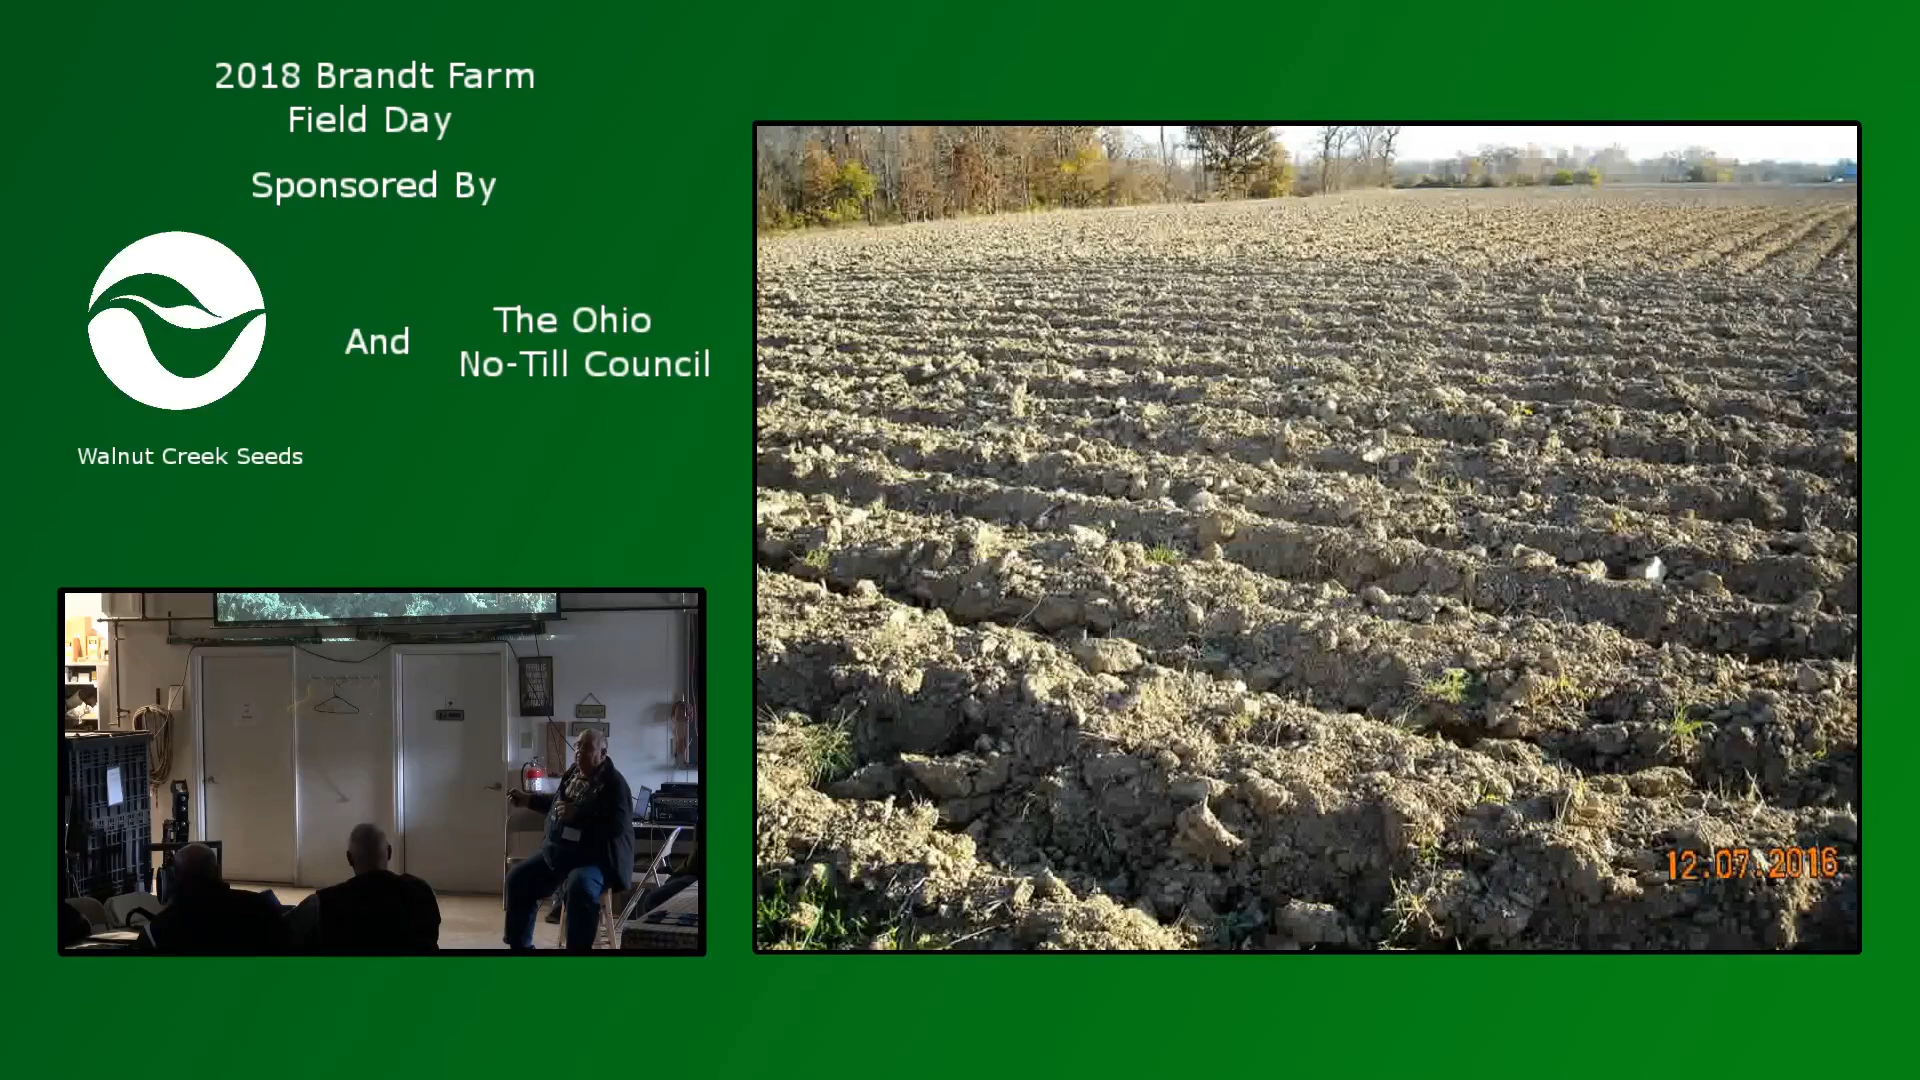 2018 Brandt Farm
Field Day
Sponsored By
And
The Ohio
No-Till Council
Walnut Creek Seeds
12.07.2016